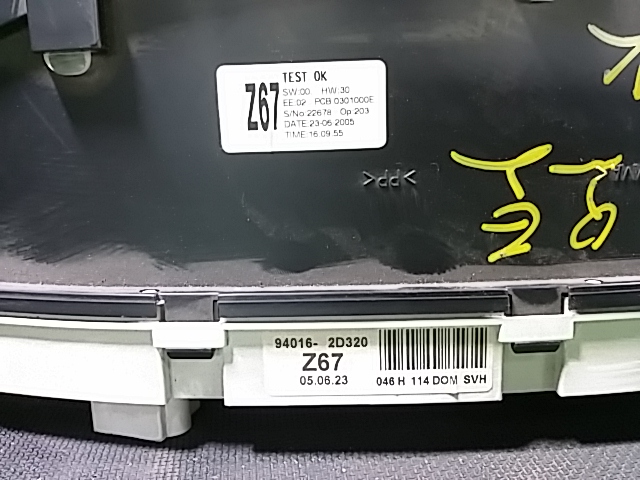 Z67
TEST OK
SW:00 HW:30
EE:02 PCB:0301000E
S/No:22678 Op:203
DATE:23-06.2005
TIME:16.09.55
>PP<
94016- 2D320
Z67
05.06.23
046 H 114 DOM SVH